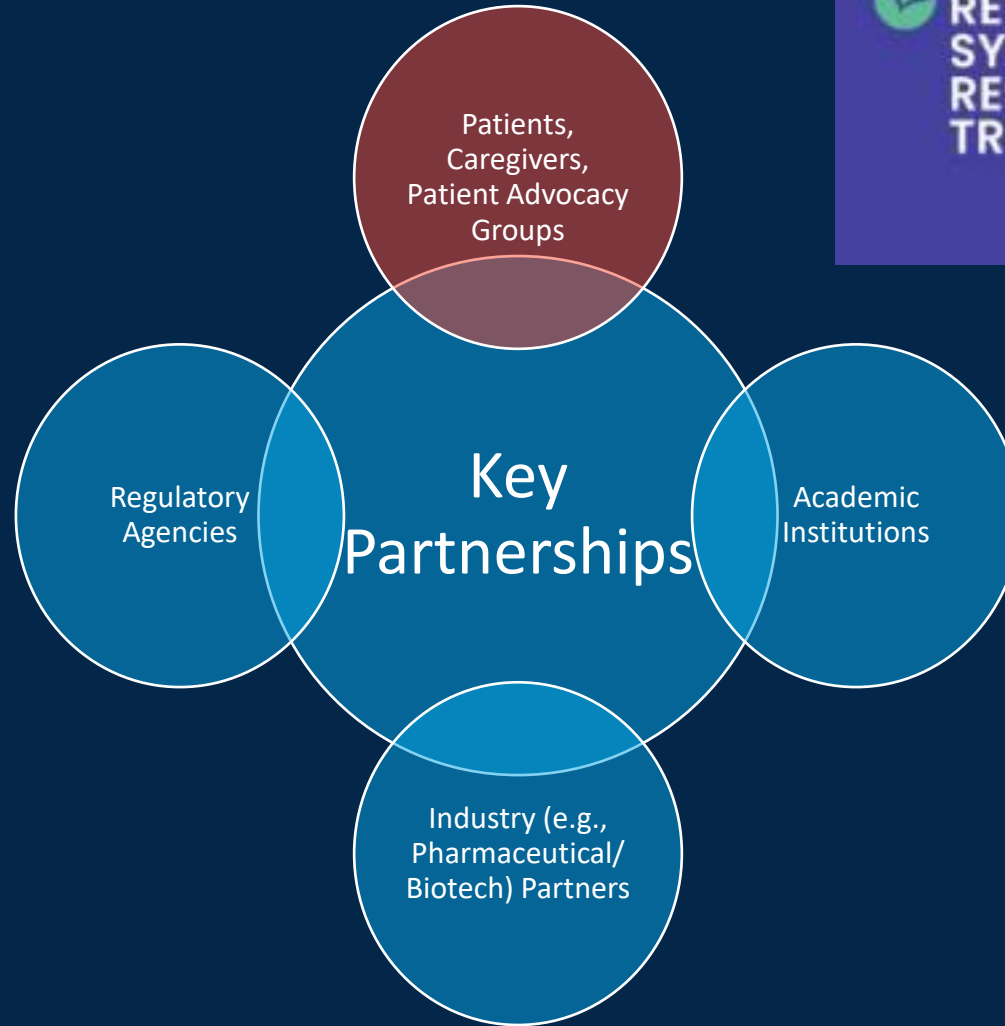 Patients,
Caregivers,
Patient Advocacy
Groups
Regulatory
Agencies
Key
Partnerships
Academic
Institutions
Industry (e.g.,
Pharmaceutical/
Biotech) Partners